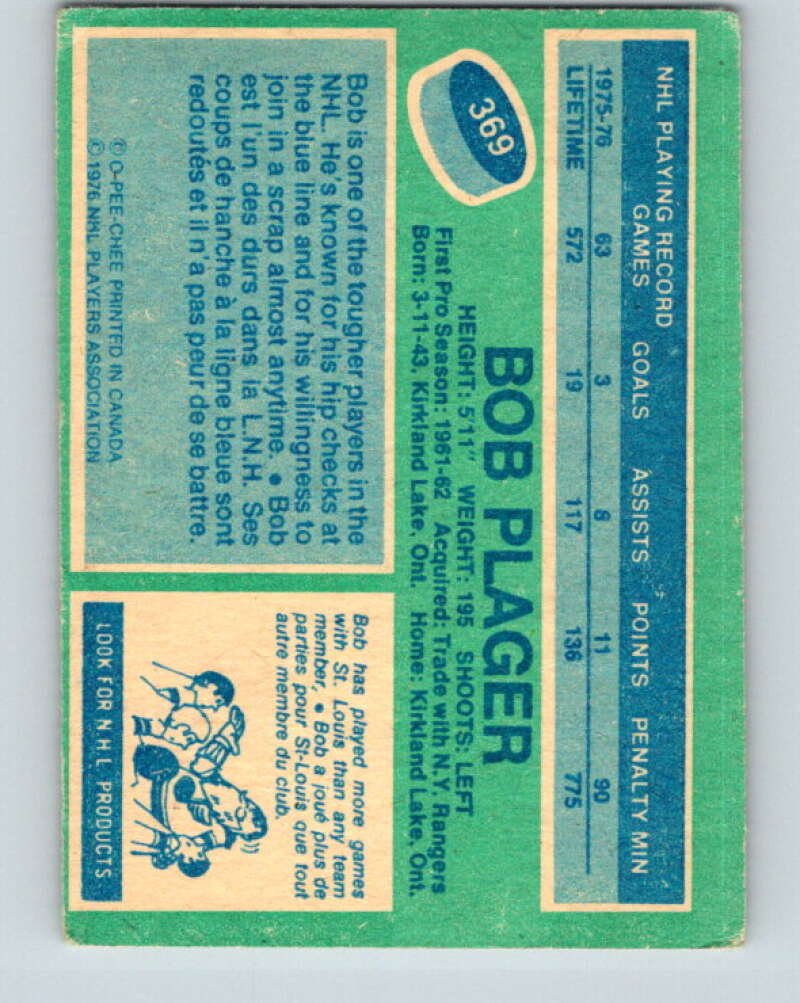 NHL PLAYING RECORD
GAMES GOALS ASSISTS POINTS PENALTY MIN
1975-76 63 3 8 11 90
LIFETIME 572 19 117 136 775
369
BOB PLAGER
HEIGHT: 5'11" WEIGHT: 195 SHOOTS: LEFT
First Pro Season: 1961-62 Acquired: Trade with N.Y. Rangers
Born: 3-11-43, Kirkland Lake, Ont. Home: Kirkland Lake, Ont.
Bob is one of the tougher players in the
NHL. He's known for his hip checks at
the blue line and for his willingness to
join in a scrap almost anytime. • Bob
est l'un des durs dans la L.N.H. Ses
coups de hanche à la ligne bleue sont
redoutés et il n'a pas peur de se battre.
© O-PEE-CHEE PRINTED IN CANADA
© 1976 NHL PLAYERS ASSOCIATION
Bob has played more games
with St. Louis than any team
member. • Bob a joué plus de
parties pour St-Louis que tout
autre membre du club.
LOOK FOR N.H.L. PRODUCTS